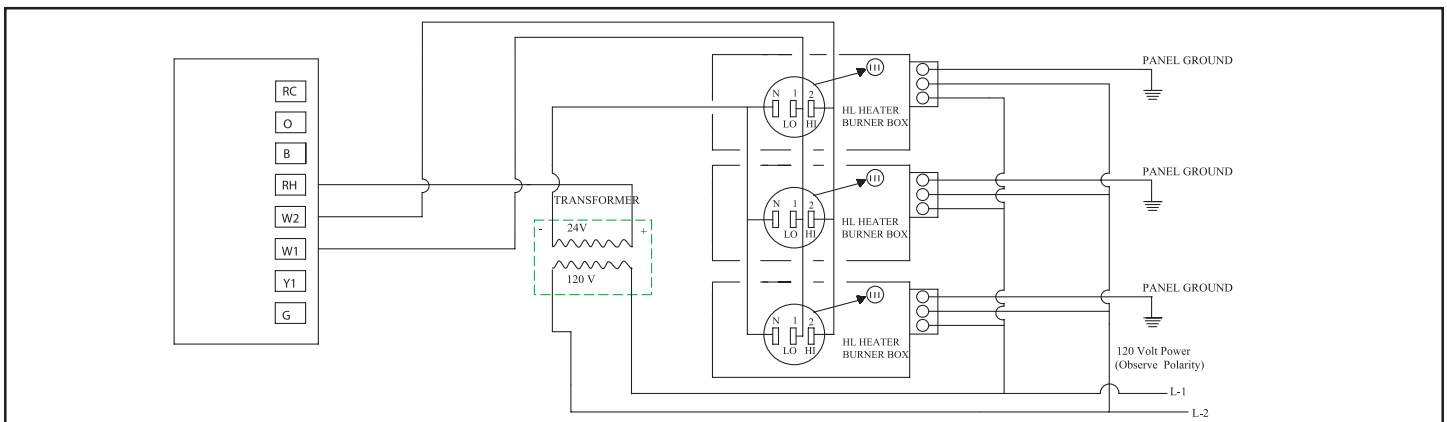 RC
O
B
RH
W2
W1
Y1
G
TRANSFORMER
- 24V +
120 V
N 1 2
LO HI
HL HEATER
BURNER BOX
PANEL GROUND
N 1 2
LO HI
HL HEATER
BURNER BOX
PANEL GROUND
N 1 2
LO HI
HL HEATER
BURNER BOX
PANEL GROUND
120 Volt Power
(Observe Polarity)
L-1
L-2